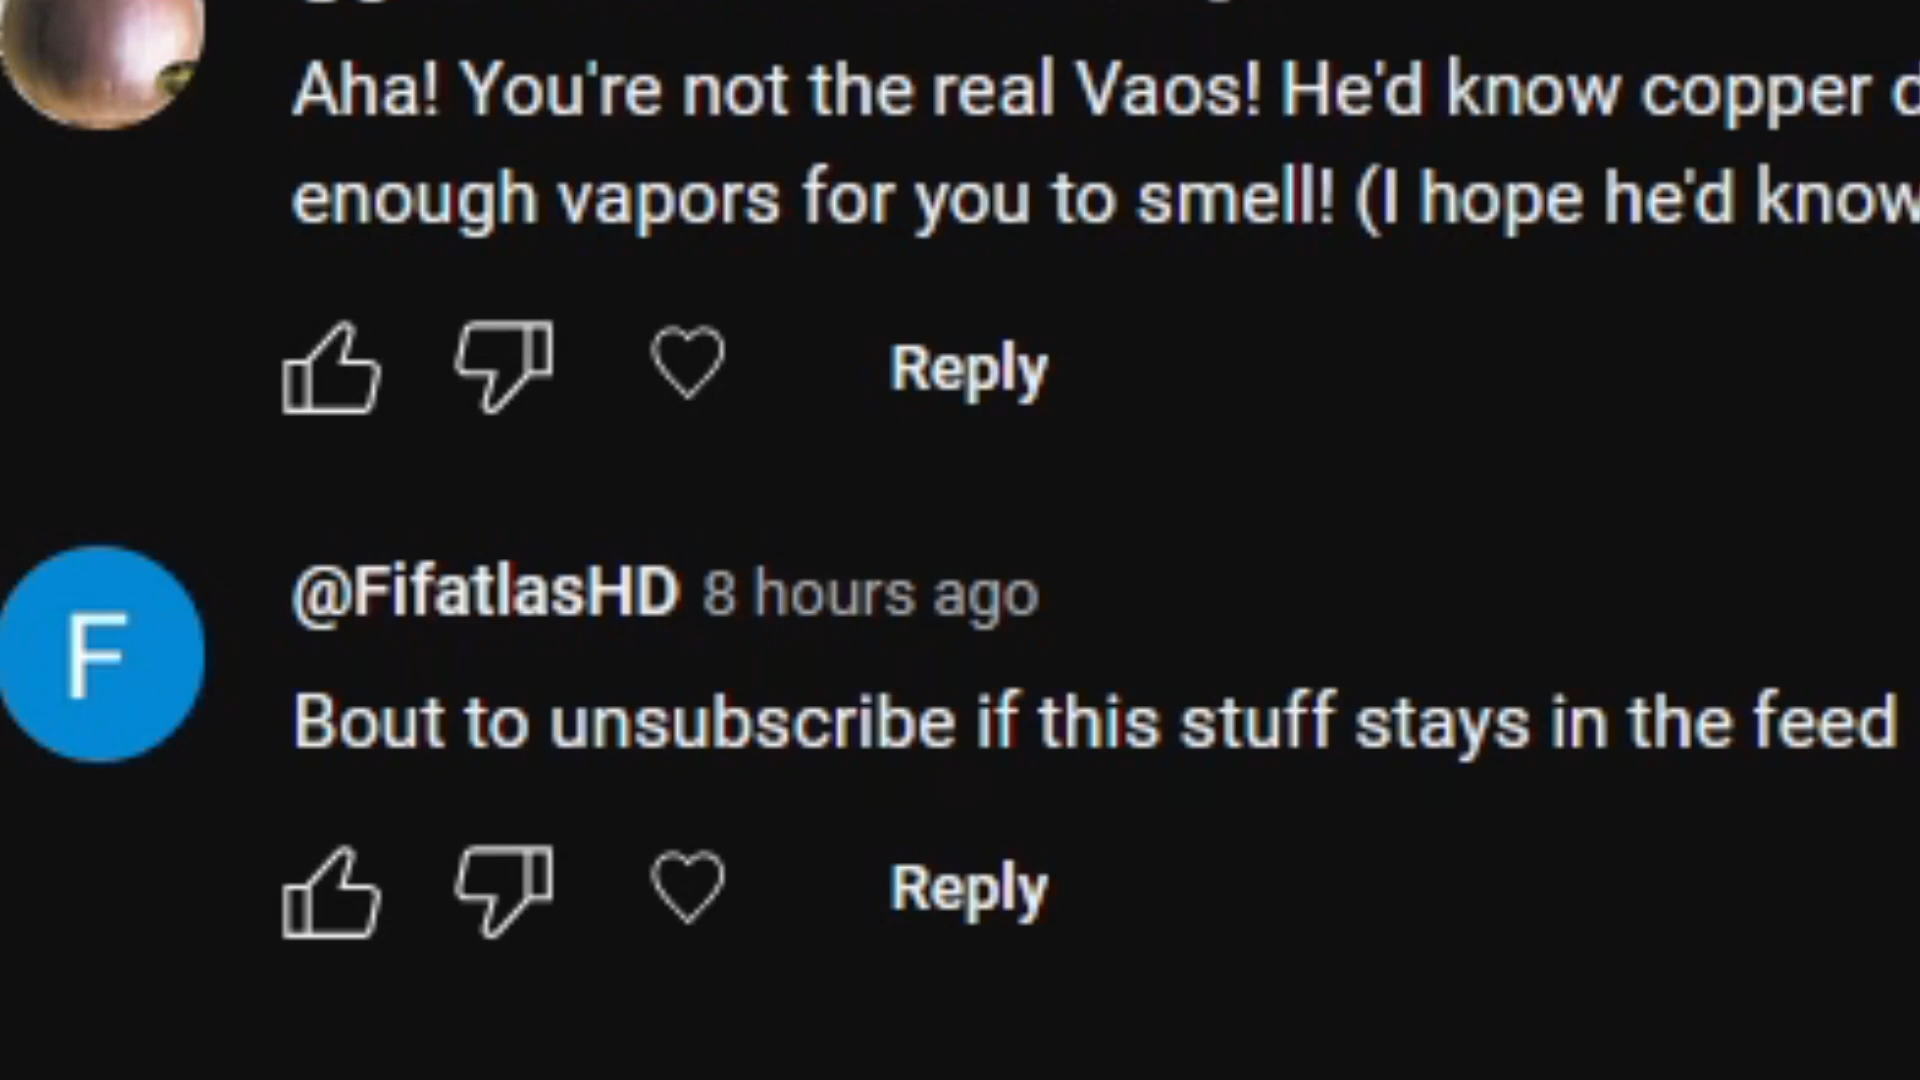 Aha! You're not the real Vaos! He'd know copper
enough vapors for you to smell! (I hope he'd know
Reply
F
@FifatlasHD 8 hours ago
Bout to unsubscribe if this stuff stays in the feed
Reply